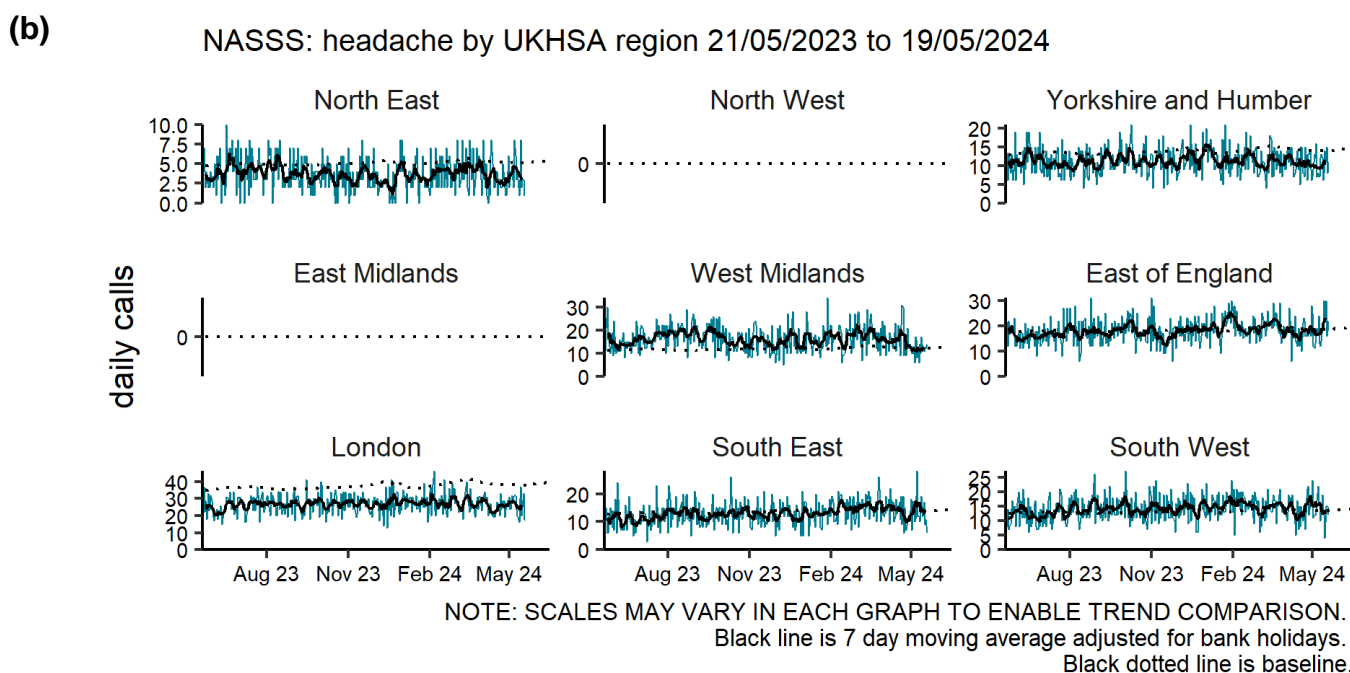 (b)
NASSS: headache by UKHSA region 21/05/2023 to 19/05/2024
North East
North West
Yorkshire and Humber
10.0
7.5
5.0
2.5
0.0
0
20
15
10
5
0
daily calls
East Midlands
West Midlands
East of England
0
30
20
10
0
30
20
10
0
London
South East
South West
40
30
20
10
0
20
10
0
25
20
15
10
5
0
Aug 23 Nov 23 Feb 24 May 24
Aug 23 Nov 23 Feb 24 May 24
Aug 23 Nov 23 Feb 24 May 24
NOTE: SCALES MAY VARY IN EACH GRAPH TO ENABLE TREND COMPARISON.
Black line is 7 day moving average adjusted for bank holidays.
Black dotted line is baseline.